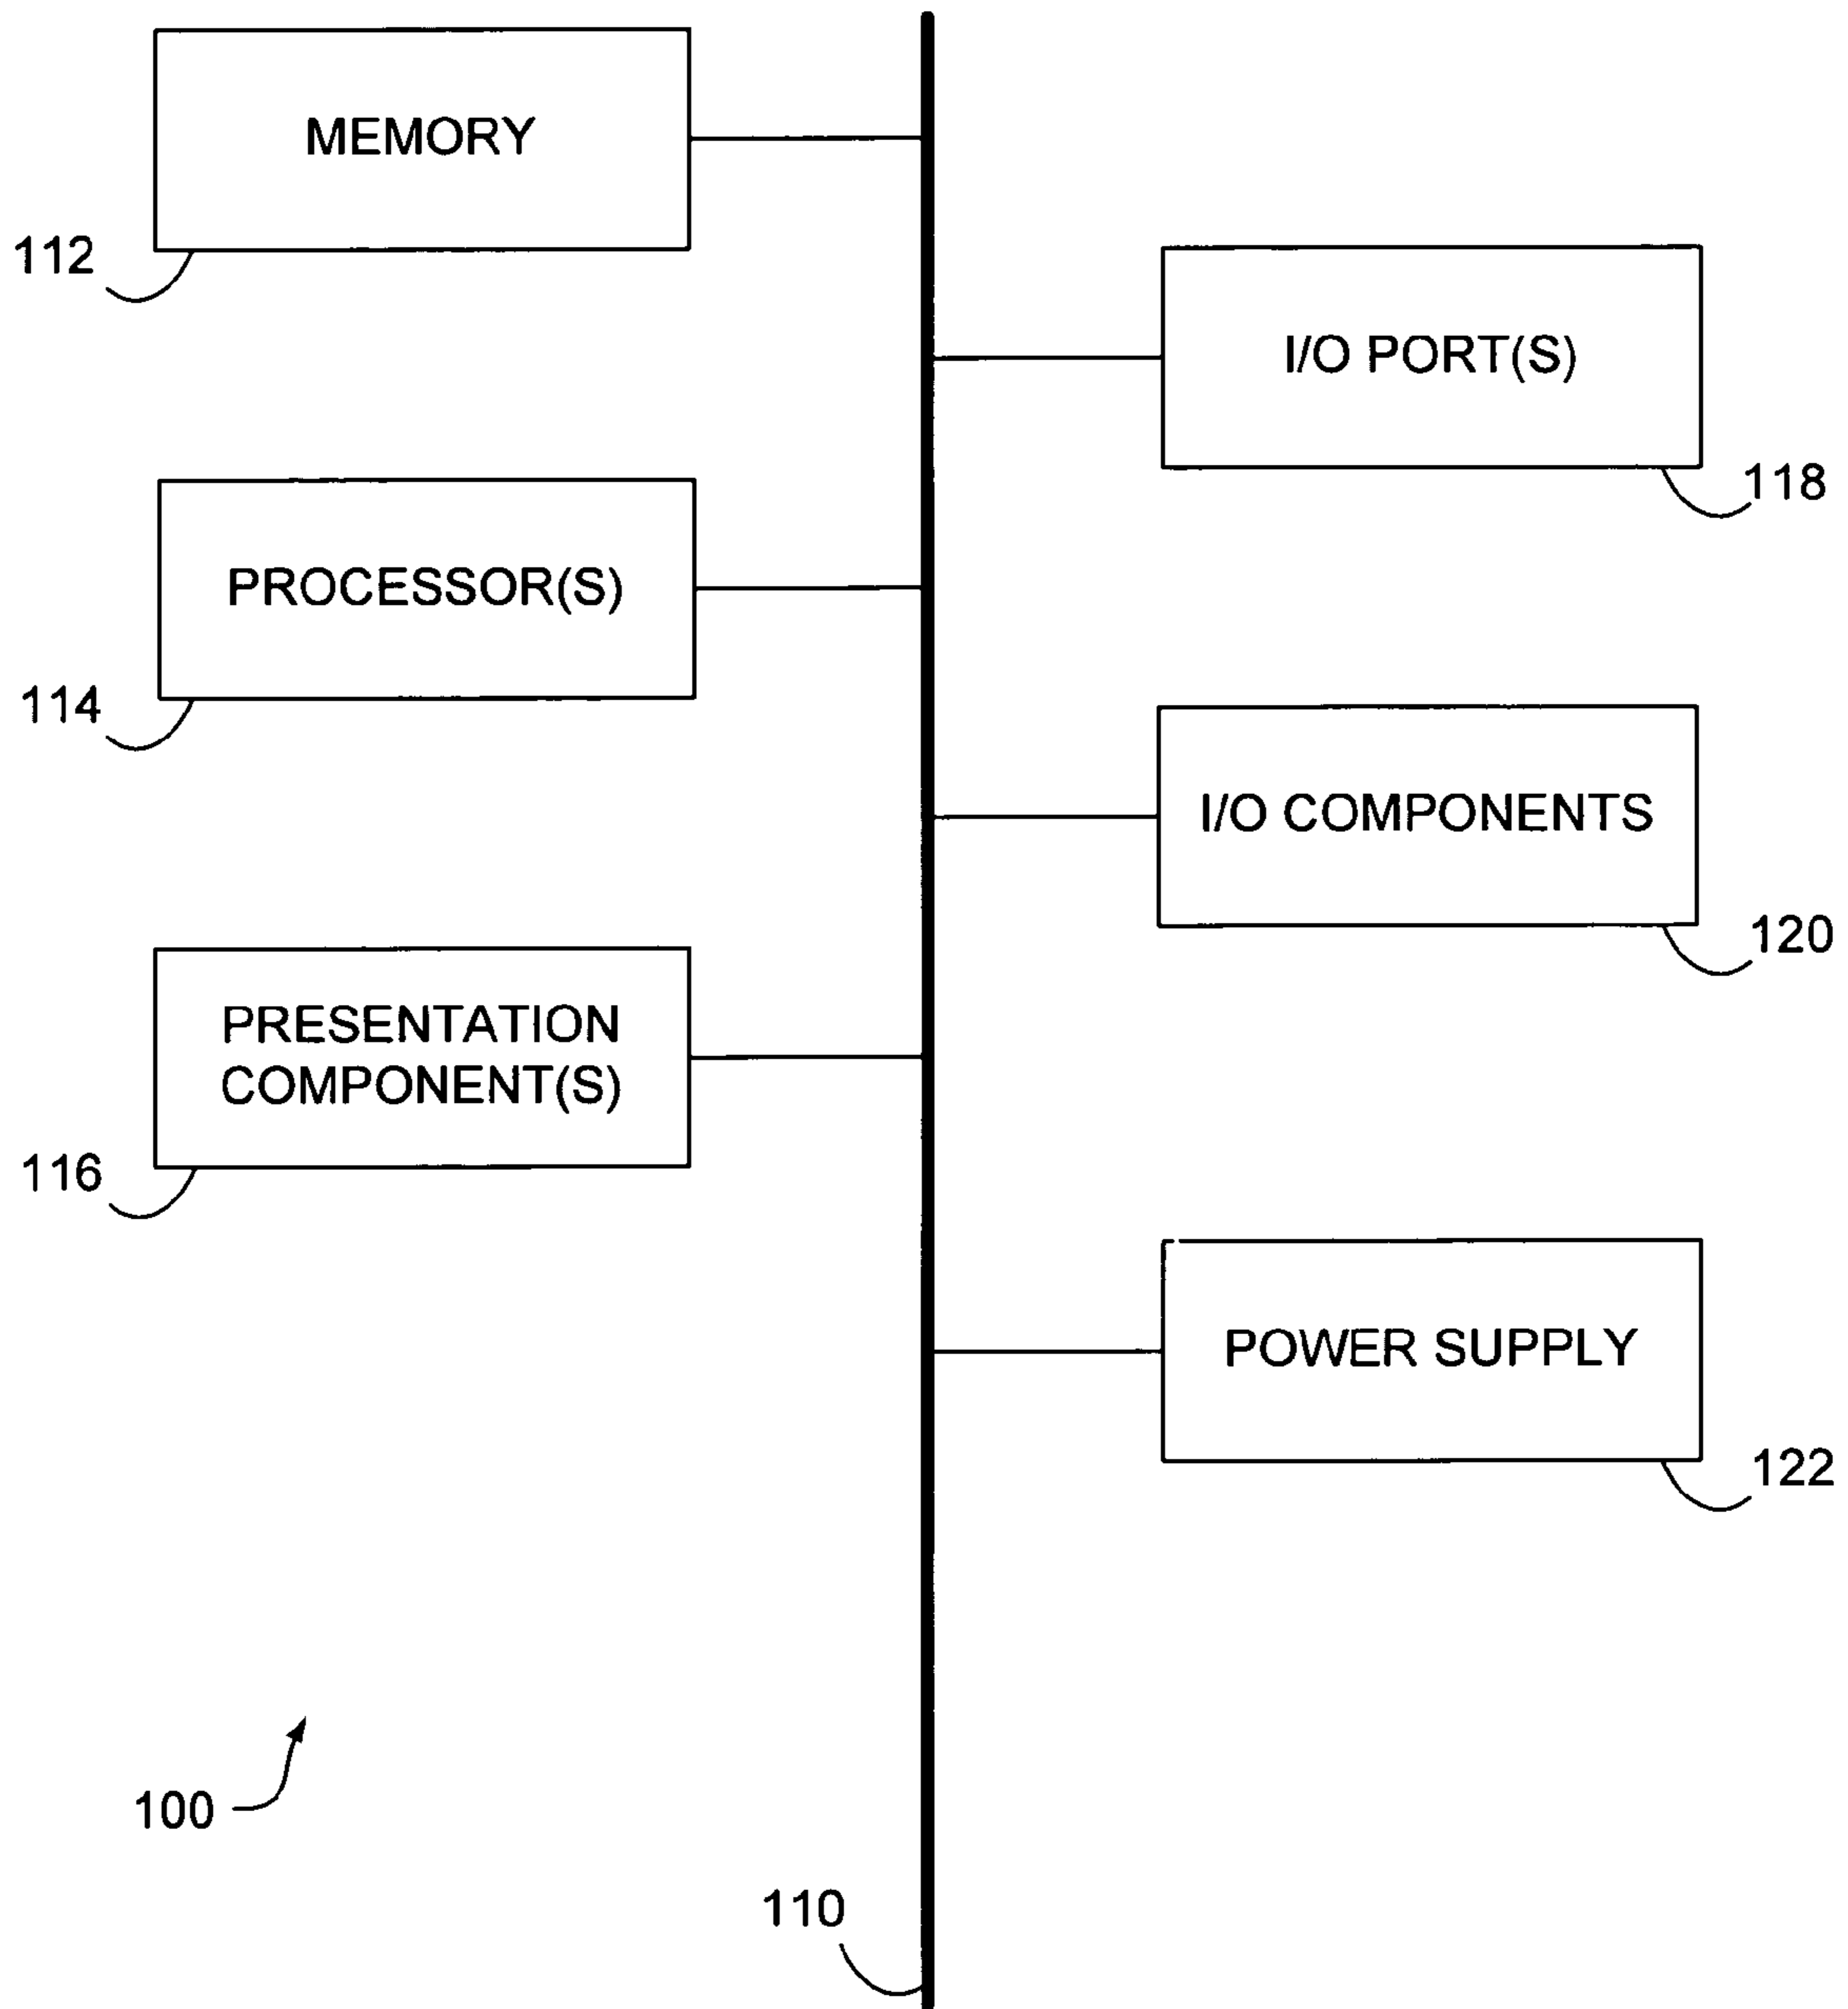 MEMORY
112
I/O PORT(S)
118
PROCESSOR(S)
114
I/O COMPONENTS
120
PRESENTATION
COMPONENT(S)
116
POWER SUPPLY
122
100
110